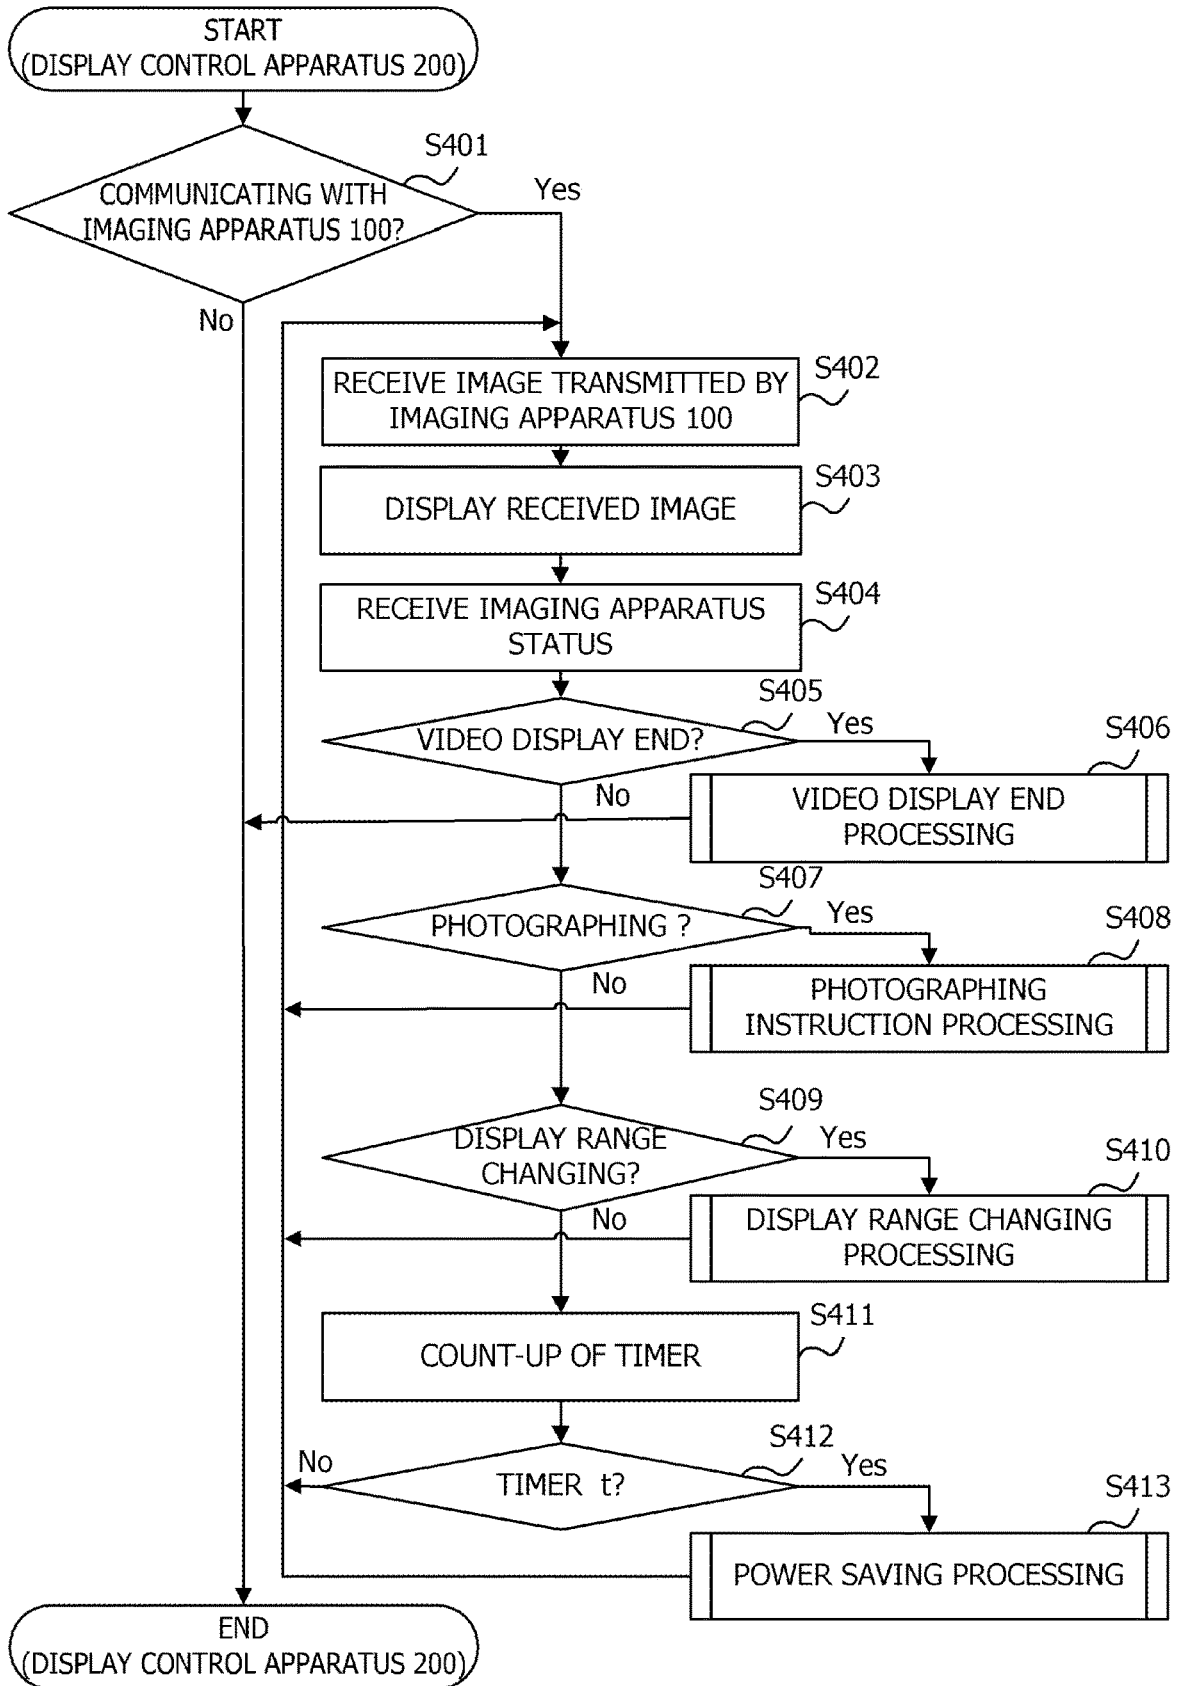 START
(DISPLAY CONTROL APPARATUS 200)
S401
COMMUNICATING WITH
IMAGING APPARATUS 100?
Yes
No
S402
RECEIVE IMAGE TRANSMITTED BY
IMAGING APPARATUS 100
S403
DISPLAY RECEIVED IMAGE
S404
RECEIVE IMAGING APPARATUS
STATUS
S405
VIDEO DISPLAY END?
Yes
No
S406
VIDEO DISPLAY END
PROCESSING
S407
PHOTOGRAPHING ?
Yes
No
S408
PHOTOGRAPHING
INSTRUCTION PROCESSING
S409
DISPLAY RANGE
CHANGING?
Yes
No
S410
DISPLAY RANGE CHANGING
PROCESSING
S411
COUNT-UP OF TIMER
S412
No
TIMER t?
Yes
S413
POWER SAVING PROCESSING
END
(DISPLAY CONTROL APPARATUS 200)